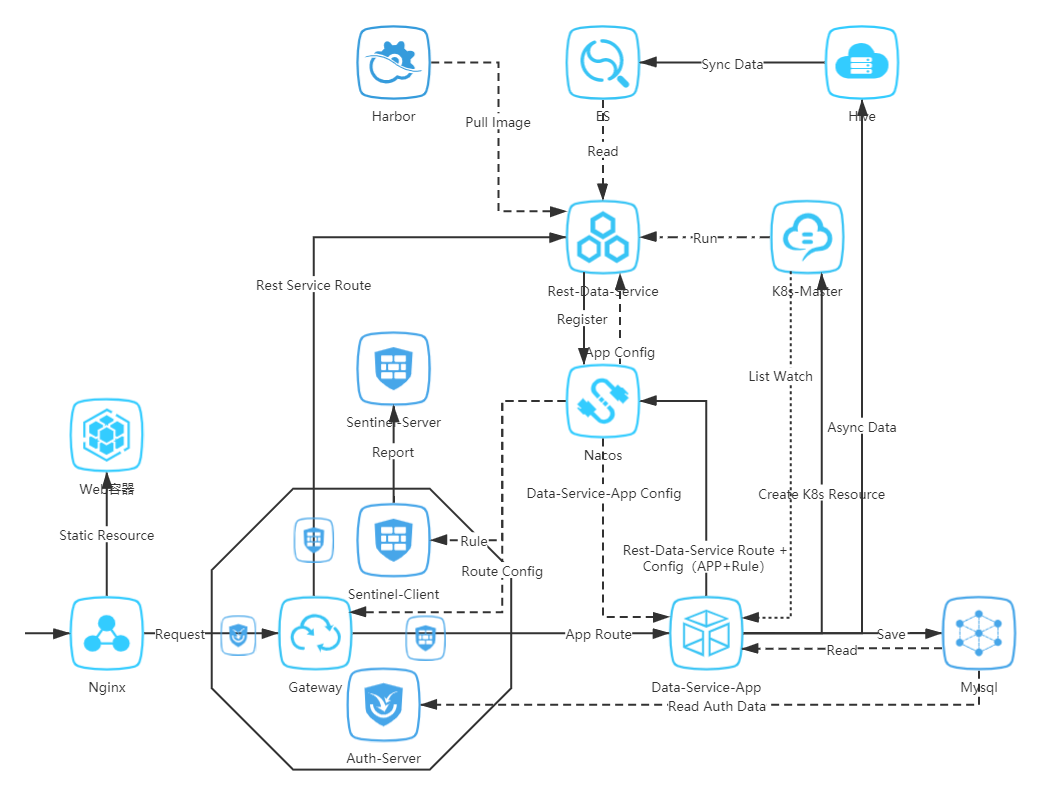 Sync Data
Harbor
ES
Hive
Pull Image
Read
Run
Rest Service Route
Rest-Data-Service
K8s-Master
Register
App Config
List Watch
Sentinel-Server
Async Data
Report
Nacos
Web容器
Data-Service-App Config
Create K8s Resource
Static Resource
Rule
Rest-Data-Service Route +
Config（APP+Rule）
Route Config
Sentinel-Client
Request
App Route
Save
Read
Nginx
Gateway
Data-Service-App
Mysql
Read Auth Data
Auth-Server